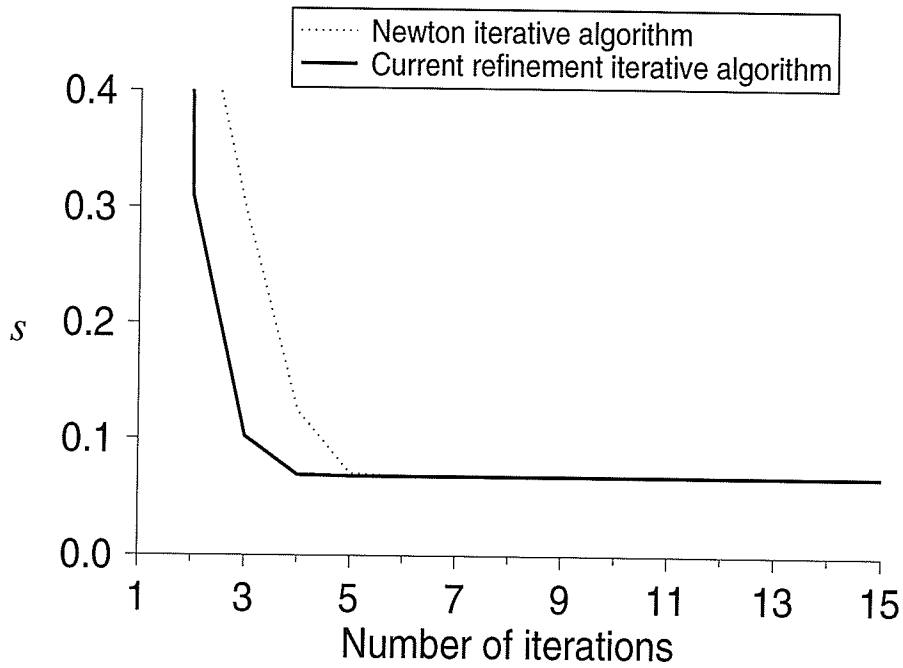 Newton iterative algorithm
Current refinement iterative algorithm
0.4
0.3
0.2
0.1
0.0
s
1 3 5 7 9 11 13 15
Number of iterations